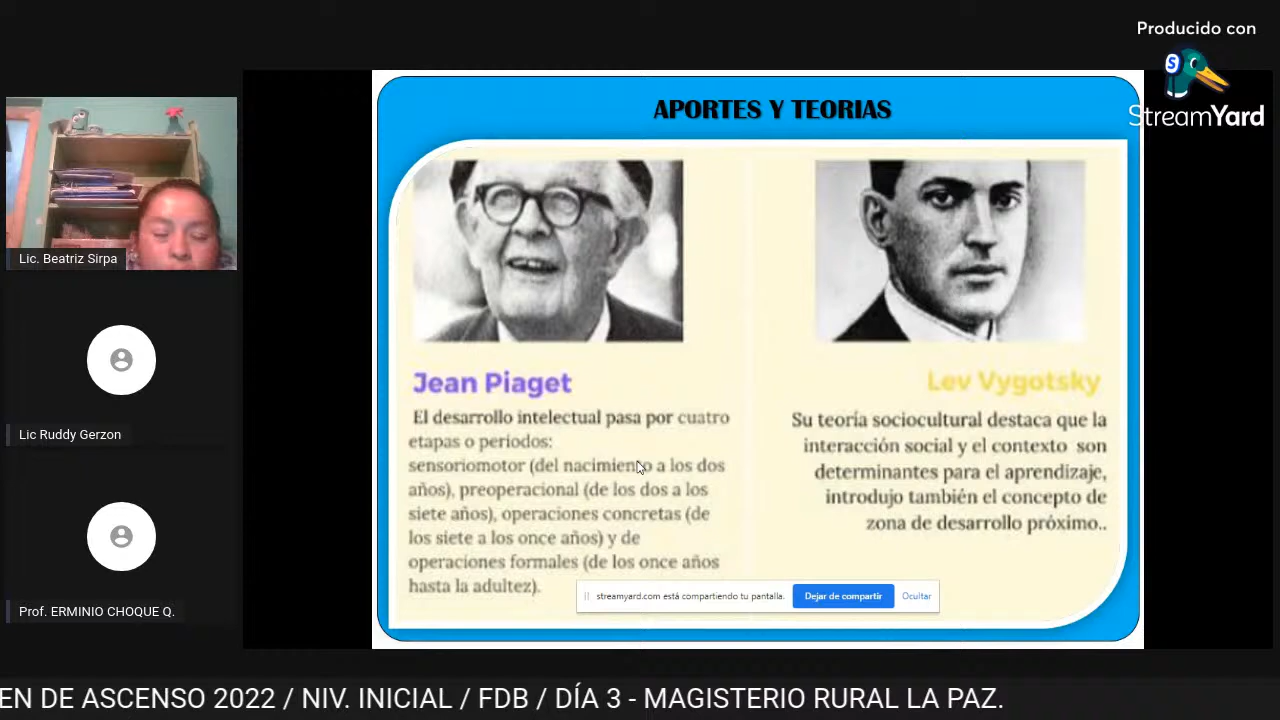 Producido con
StreamYard
APORTES Y TEORIAS
Lic. Beatriz Sirpa
Lic Ruddy Gerzon
Prof. ERMINIO CHOQUE Q.
Jean Piaget
El desarrollo intelectual pasa por cuatro
etapas o periodos:
sensoriomotor (del nacimiento a los dos
años), preoperacional (de los dos a los
siete años), operaciones concretas (de
los siete a los once años) y de
operaciones formales (de los once años
hasta la adultez).
Lev Vygotsky
Su teoría sociocultural destaca que la
interacción social y el contexto son
determinantes para el aprendizaje,
introdujo también el concepto de
zona de desarrollo próximo..
streamyard.com está compartiendo tu pantalla.
Dejar de compartir
Ocultar
EN DE ASCENSO 2022 / NIV. INICIAL / FDB / DÍA 3 - MAGISTERIO RURAL LA PAZ.